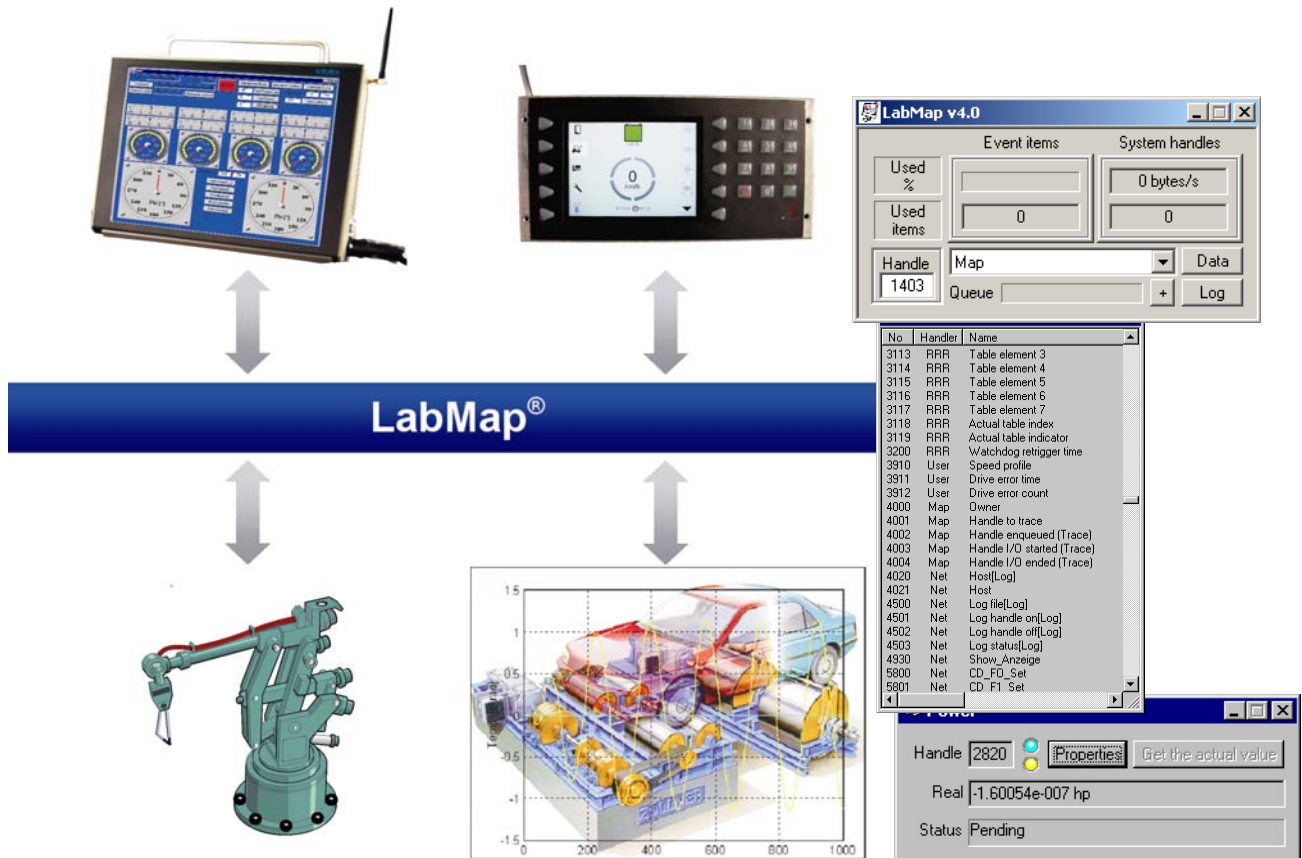 0
km/h
LabMap®
LabMap v4.0
Event items
System handles
Used
%
0 bytes/s
Used
items
0
0
Handle
1403
Map
Data
Queue
+
Log
No Handler Name
3113 RRR Table element 3
3114 RRR Table element 4
3115 RRR Table element 5
3116 RRR Table element 6
3117 RRR Table element 7
3118 RRR Actual table index
3119 RRR Actual table indicator
3200 RRR Watchdog retrigger time
3910 User Speed profile
3911 User Drive error time
3912 User Drive error count
4000 Map Owner
4001 Map Handle to trace
4002 Map Handle enqueued (Trace)
4003 Map Handle I/O started (Trace)
4004 Map Handle I/O ended (Trace)
4020 Net Host[Log]
4021 Net Host
4500 Net Log file[Log]
4501 Net Log handle on[Log]
4502 Net Log handle off[Log]
4503 Net Log status[Log]
4930 Net Show_Anzeige
5800 Net CD_F0_Set
5801 Net CD_F1_Set
Power
Handle 2820 Properties Get the actual value
Real -1.60054e-007 hp
Status Pending
1.5
1
0.5
0
-0.5
-1
-1.5
0 200 400 600 800 1000
ZÖLLNER